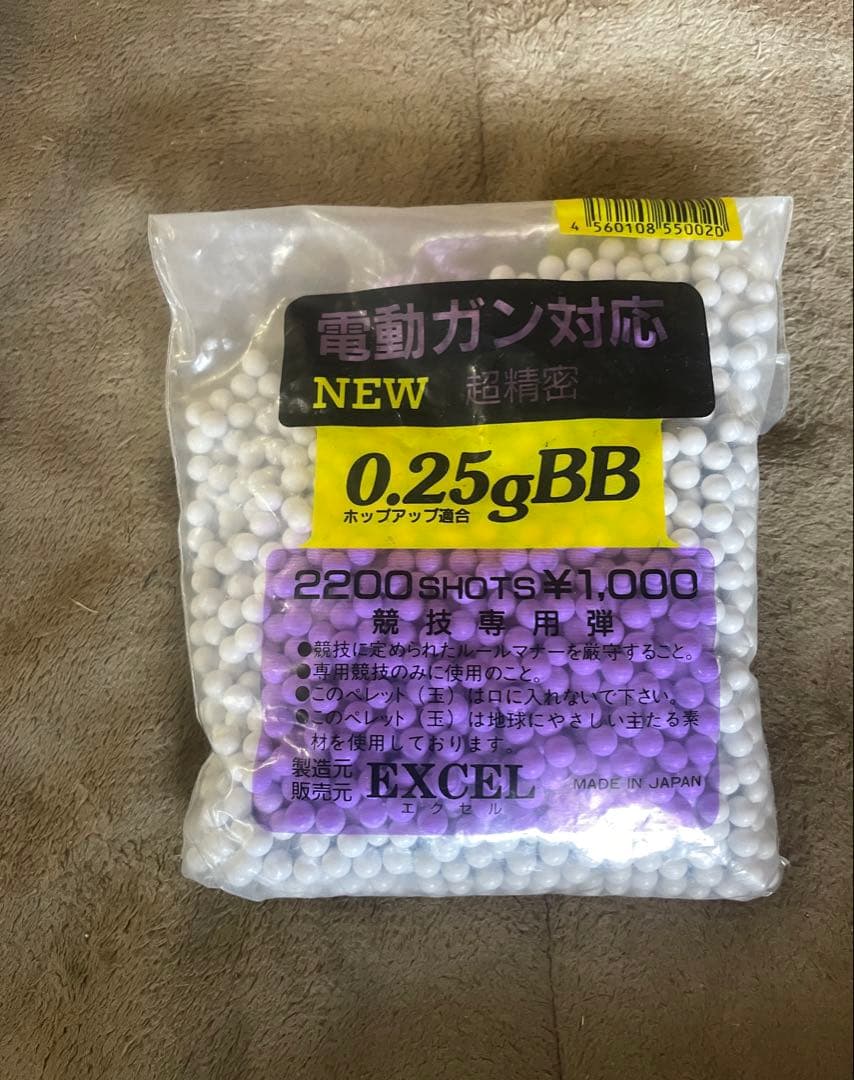 4 560108 550020
電動ガン対応
NEW 超精密
0.25gBB
ホップアップ適合
2200 SHOTS ¥1,000
競技専用弾
●競技に定められたルールマナーを厳守すること。
●専用競技のみに使用のこと。
●このペレット（玉）は口に入れないで下さい。
●このペレット（玉）は地球にやさしい主たる素
材を使用しております。
製造元
販売元 EXCEL MADE IN JAPAN
エクセル